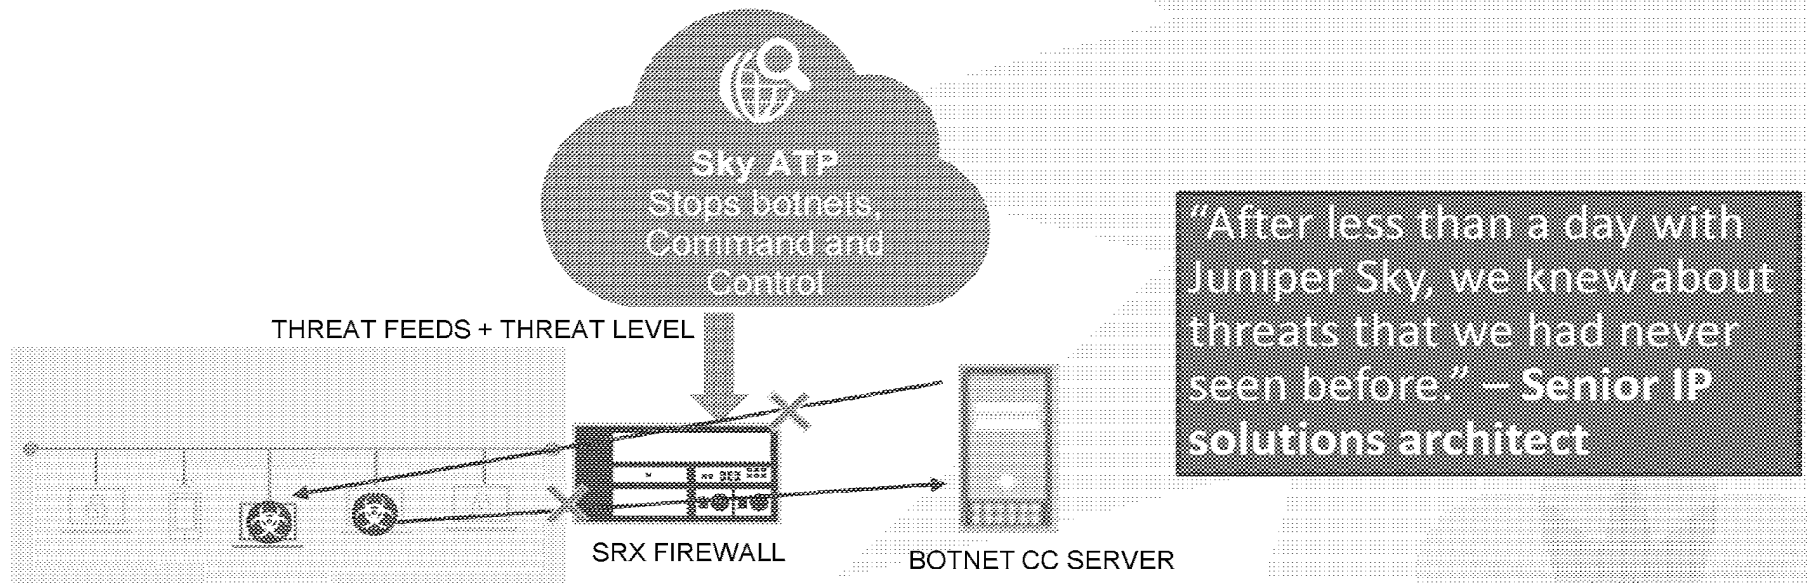 Sky ATP
Stops botnets,
Command and
Control
THREAT FEEDS + THREAT LEVEL
"After less than a day with
Juniper Sky, we knew about
threats that we had never
seen before." – Senior IP
solutions architect
SRX FIREWALL
BOTNET CC SERVER